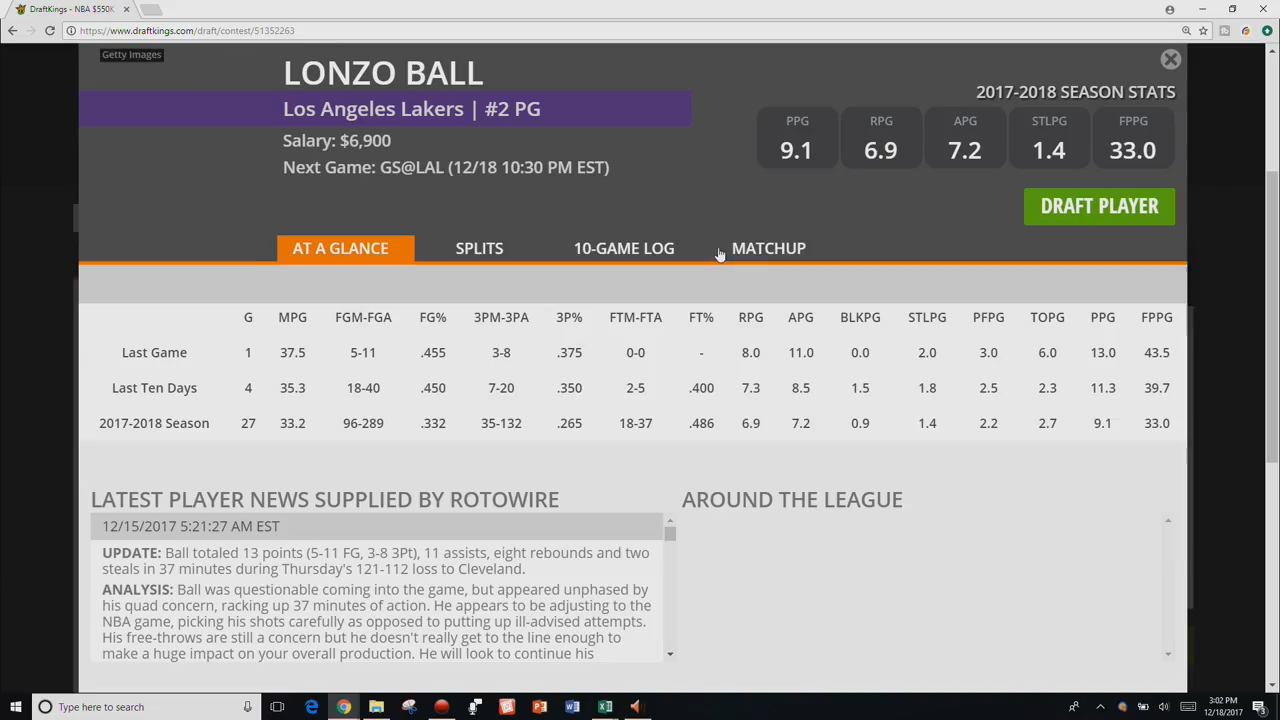 DraftKings - NBA $550K
https://www.draftkings.com/draft/contest/51352263
Getty Images
LONZO BALL
Los Angeles Lakers | #2 PG
Salary: $6,900
Next Game: GS@LAL (12/18 10:30 PM EST)
2017-2018 SEASON STATS
PPG RPG APG STLPG FPPG
9.1 6.9 7.2 1.4 33.0
DRAFT PLAYER
AT A GLANCE SPLITS 10-GAME LOG MATCHUP
G MPG FGM-FGA FG% 3PM-3PA 3P% FTM-FTA FT% RPG APG BLKPG STLPG PFPG TOPG PPG FPPG
Last Game 1 37.5 5-11 .455 3-8 .375 0-0 - 8.0 11.0 0.0 2.0 3.0 6.0 13.0 43.5
Last Ten Days 4 35.3 18-40 .450 7-20 .350 2-5 .400 7.3 8.5 1.5 1.8 2.5 2.3 11.3 39.7
2017-2018 Season 27 33.2 96-289 .332 35-132 .265 18-37 .486 6.9 7.2 0.9 1.4 2.2 2.7 9.1 33.0
LATEST PLAYER NEWS SUPPLIED BY ROTOWIRE
12/15/2017 5:21:27 AM EST
UPDATE: Ball totaled 13 points (5-11 FG, 3-8 3Pt), 11 assists, eight rebounds and two
steals in 37 minutes during Thursday's 121-112 loss to Cleveland.
ANALYSIS: Ball was questionable coming into the game, but appeared unphased by
his quad concern, racking up 37 minutes of action. He appears to be adjusting to the
NBA game, picking his shots carefully as opposed to putting up ill-advised attempts.
His free-throws are still a concern but he doesn't really get to the line enough to
make a huge impact on your overall production. He will look to continue his
AROUND THE LEAGUE
Type here to search
3:02 PM
12/18/2017